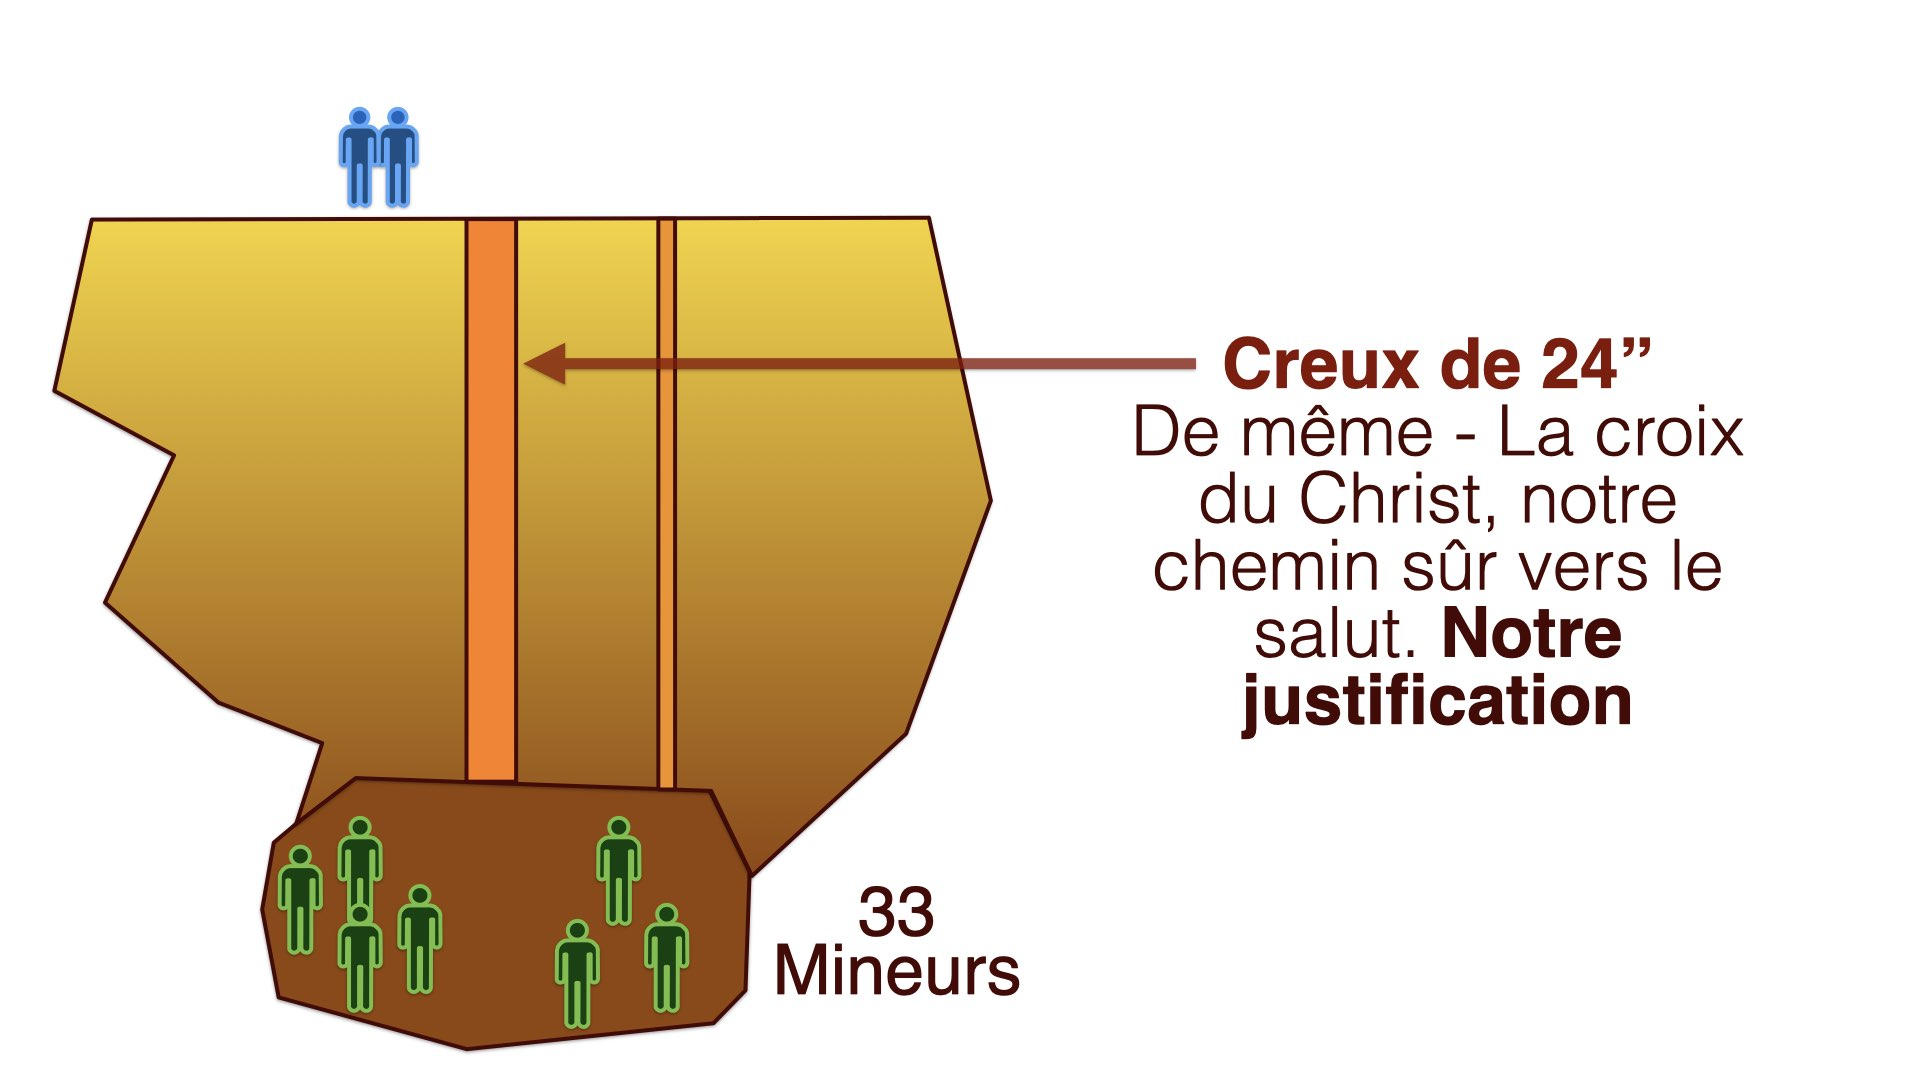 Creux de 24”
De même - La croix
du Christ, notre
chemin sûr vers le
salut. Notre
justification
33
Mineurs